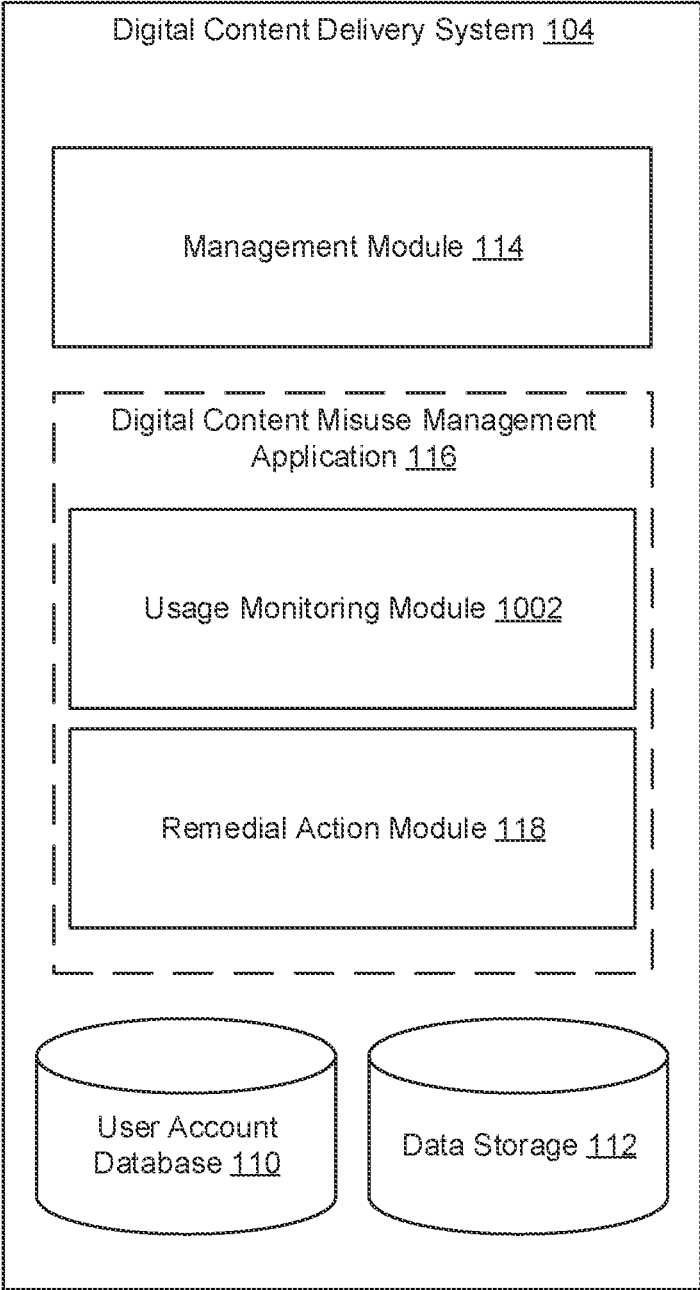 Digital Content Delivery System 104
Management Module 114
Digital Content Misuse Management
Application 116
Usage Monitoring Module 1002
Remedial Action Module 118
User Account
Database 110
Data Storage 112